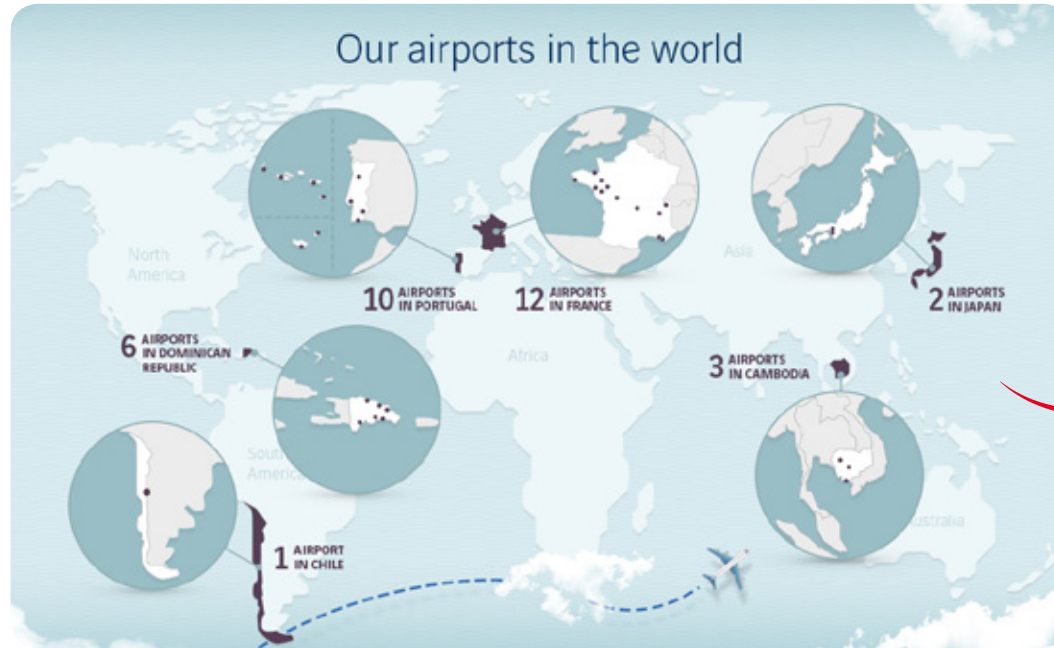 Our airports in the world
North
America
Asia
10 AIRPORTS
IN PORTUGAL
12 AIRPORTS
IN FRANCE
2 AIRPORTS
IN JAPAN
6 AIRPORTS
IN DOMINICAN
REPUBLIC
Africa
3 AIRPORTS
IN CAMBODIA
South
America
ustralia
1 AIRPORT
IN CHILE